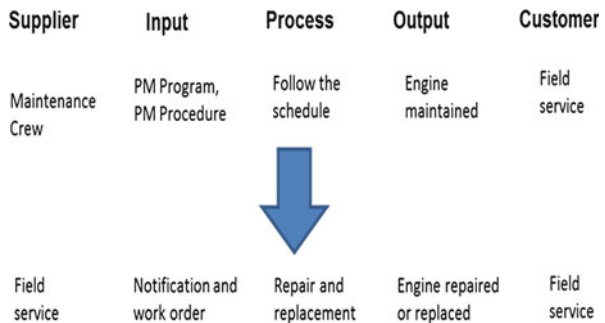 Supplier Input Process Output Customer
Maintenance
Crew
PM Program,
PM Procedure
Follow the
schedule
Engine
maintained
Field
service
Field
service
Notification and
work order
Repair and
replacement
Engine repaired
or replaced
Field
service